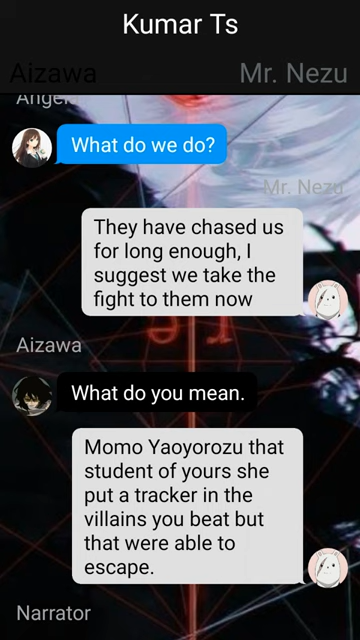 Kumar Ts
Aizawa
Mr. Nezu
Angel
What do we do?
Mr. Nezu
They have chased us
for long enough, I
suggest we take the
fight to them now
Aizawa
What do you mean.
Momo Yaoyorozu that
student of yours she
put a tracker in the
villains you beat but
that were able to
escape.
Narrator